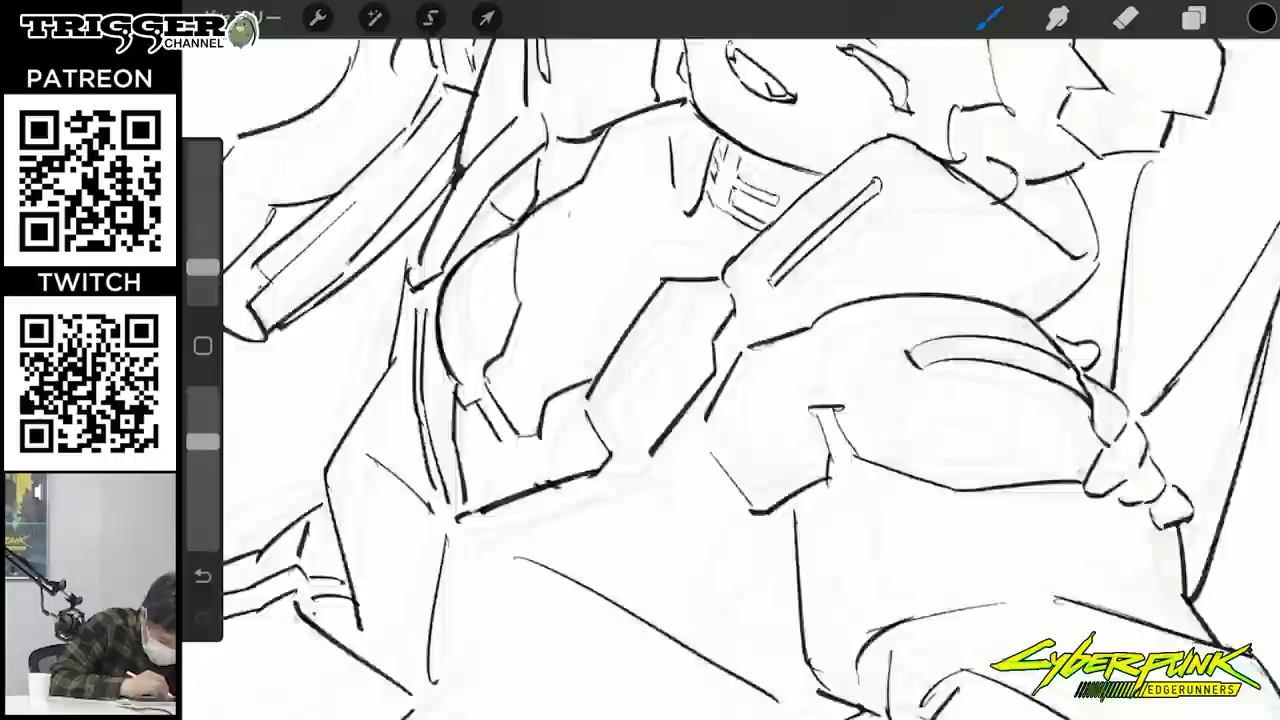 TRIGGER
CHANNEL
PATREON
TWITCH
CYBERPUNK
EDGERUNNERS